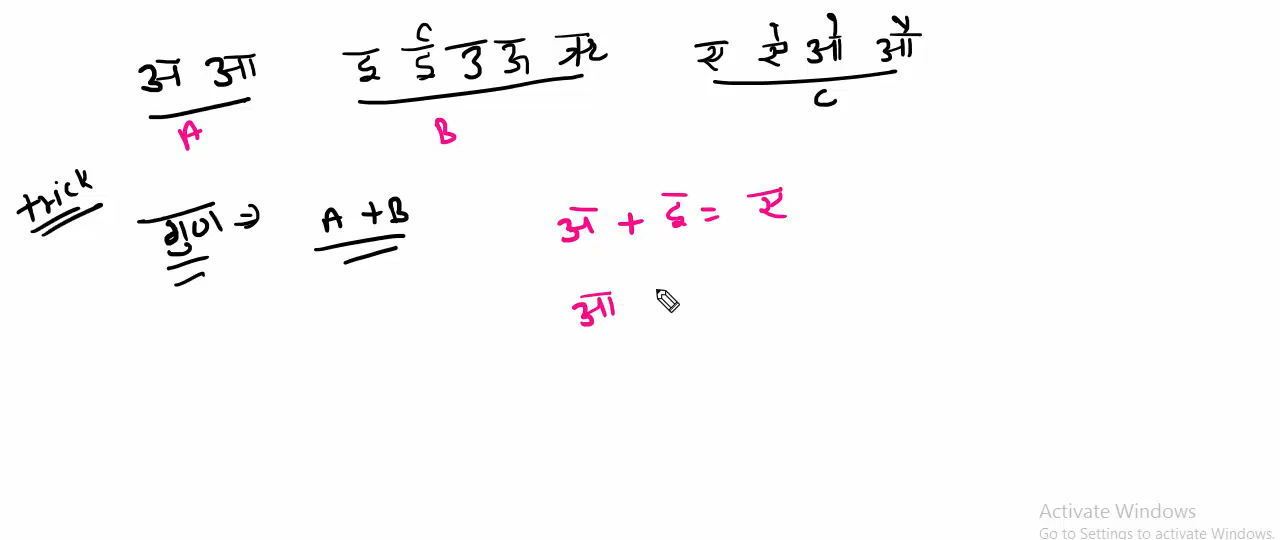 अ आ इ ई उ ऊ ऋ ए ऐ ओ औ
A B C
trick गुण ⇒ A + B अ + इ = ए
आ
Activate Windows
Go to Settings to activate Windows.